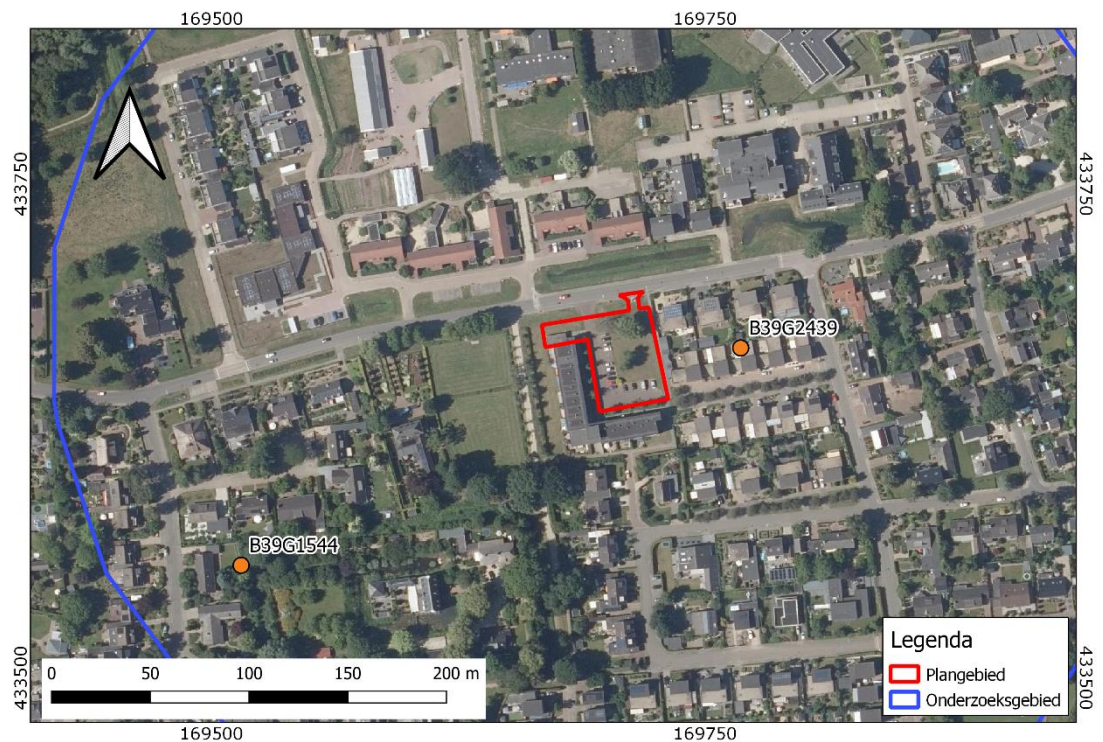 169500 169750
433750 433750
B39G2439
B39G1544
433500 433500
0 50 100 150 200 m
Legenda
Plangebied
Onderzoeksgebied
169500 169750